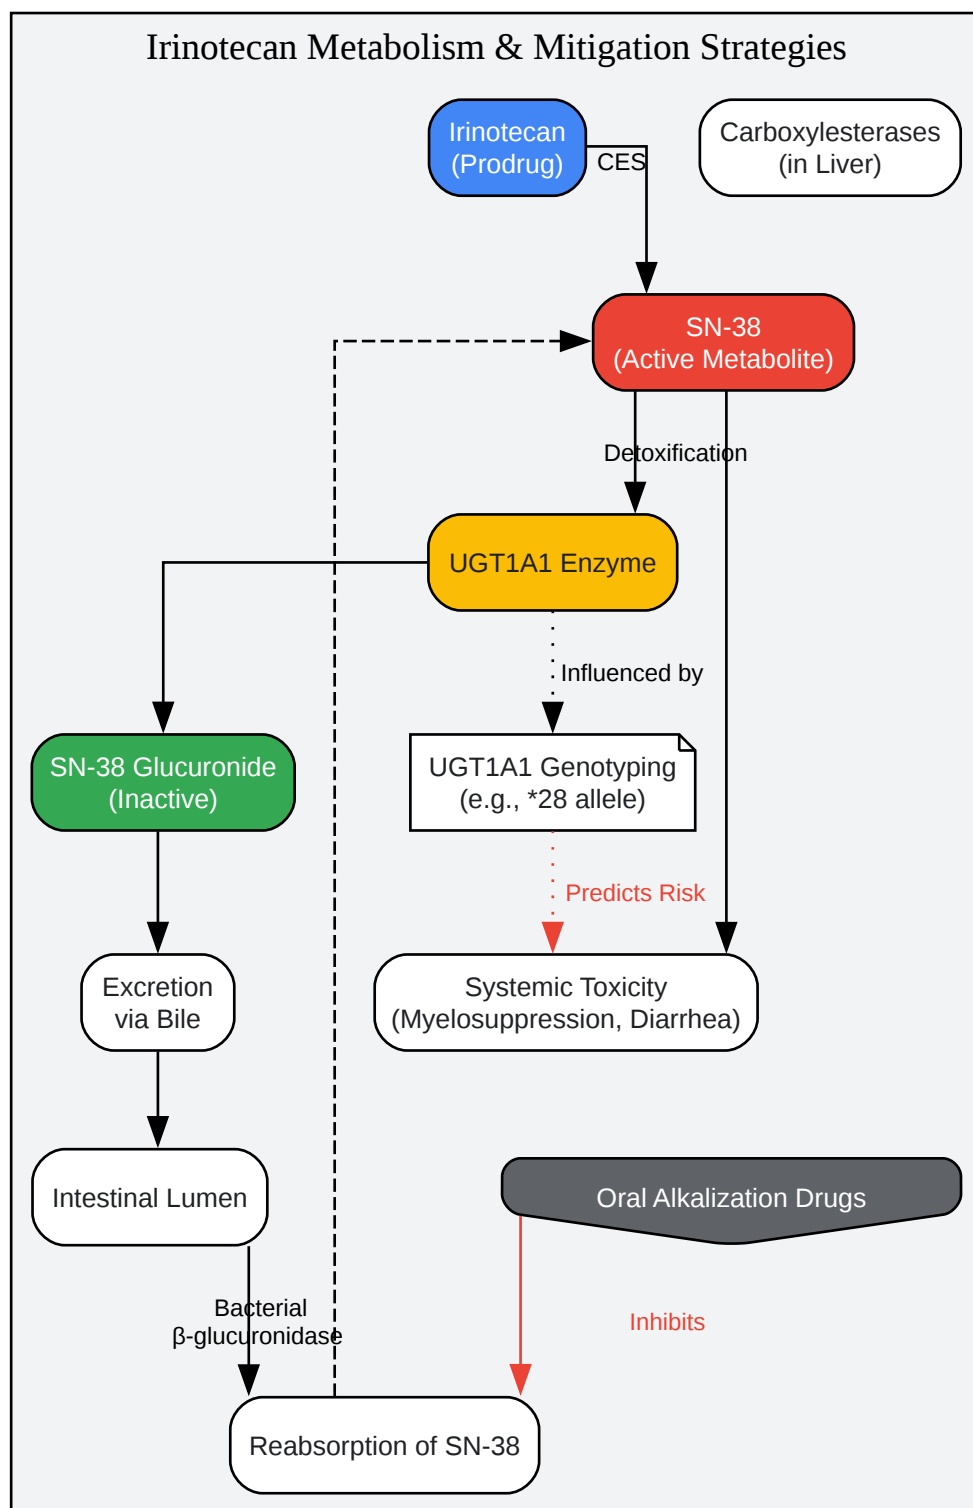 Irinotecan Metabolism & Mitigation Strategies
Irinotecan
(Prodrug)
Carboxylesterases
(in Liver)
CES
SN-38
(Active Metabolite)
Detoxification
UGT1A1 Enzyme
Influenced by
SN-38 Glucuronide
(Inactive)
UGT1A1 Genotyping
(e.g., *28 allele)
Predicts Risk
Excretion
via Bile
Systemic Toxicity
(Myelosuppression, Diarrhea)
Intestinal Lumen
Oral Alkalization Drugs
Bacterial
β-glucuronidase
Inhibits
Reabsorption of SN-38